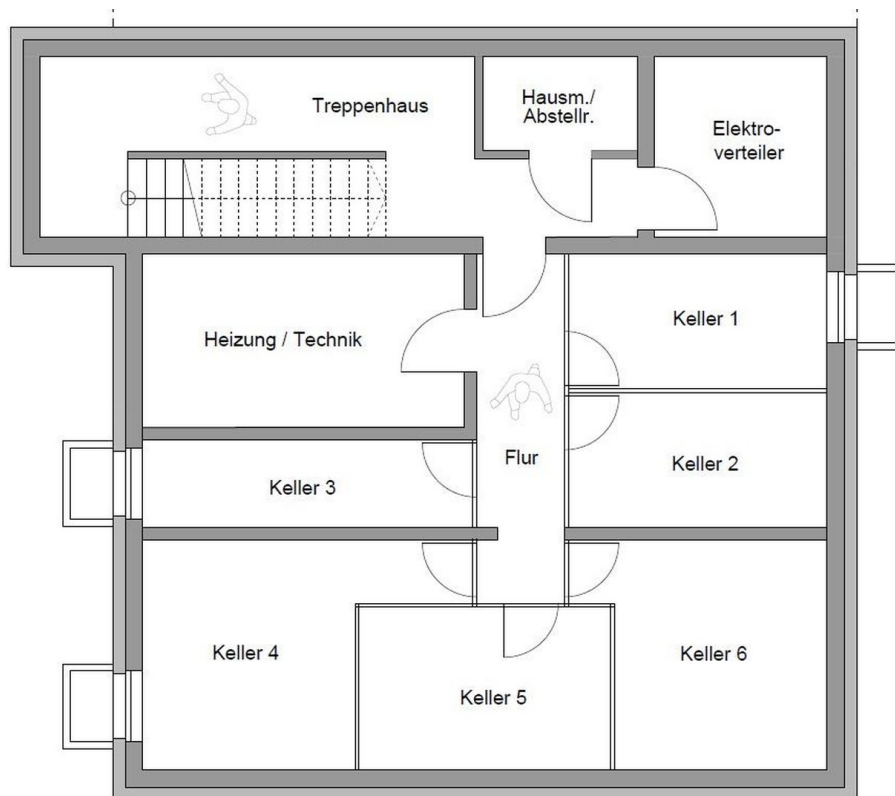 Treppenhaus
Hausm./
Abstellr.
Elektro-
verteiler
Heizung / Technik
Keller 1
Flur
Keller 2
Keller 3
Keller 4
Keller 5
Keller 6